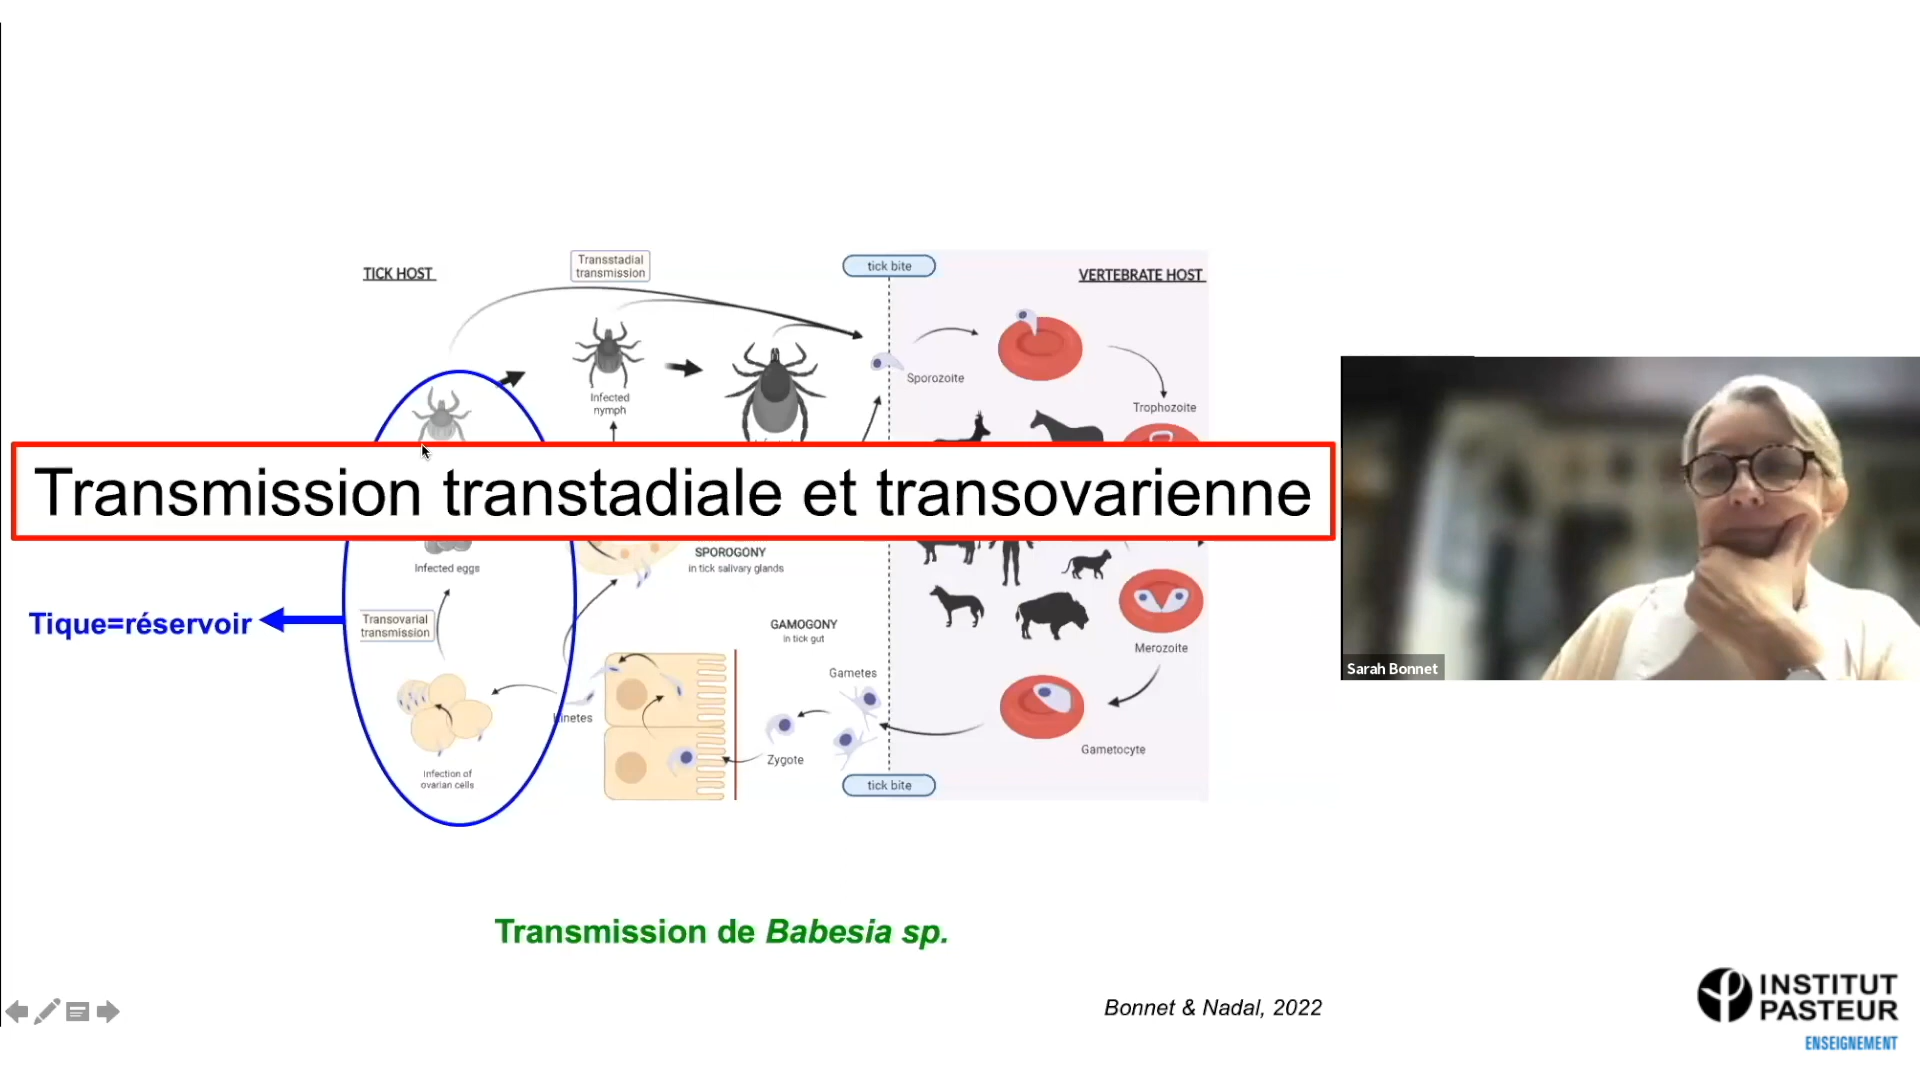 TICK HOST
Transstadial
transmission
tick bite
VERTEBRATE HOST
Sporozoite
Infected
nymph
Trophozoite
Transmission transtadiale et transovarienne
SPOROGONY
in tick salivary glands
Infected eggs
Tique=réservoir
Transovarial
transmission
GAMOGONY
in tick gut
Merozoite
Gametes
Zygote
Gametocyte
Infection of
ovarian cells
tick bite
Sarah Bonnet
Transmission de Babesia sp.
Bonnet & Nadal, 2022
INSTITUT
PASTEUR
ENSEIGNEMENT